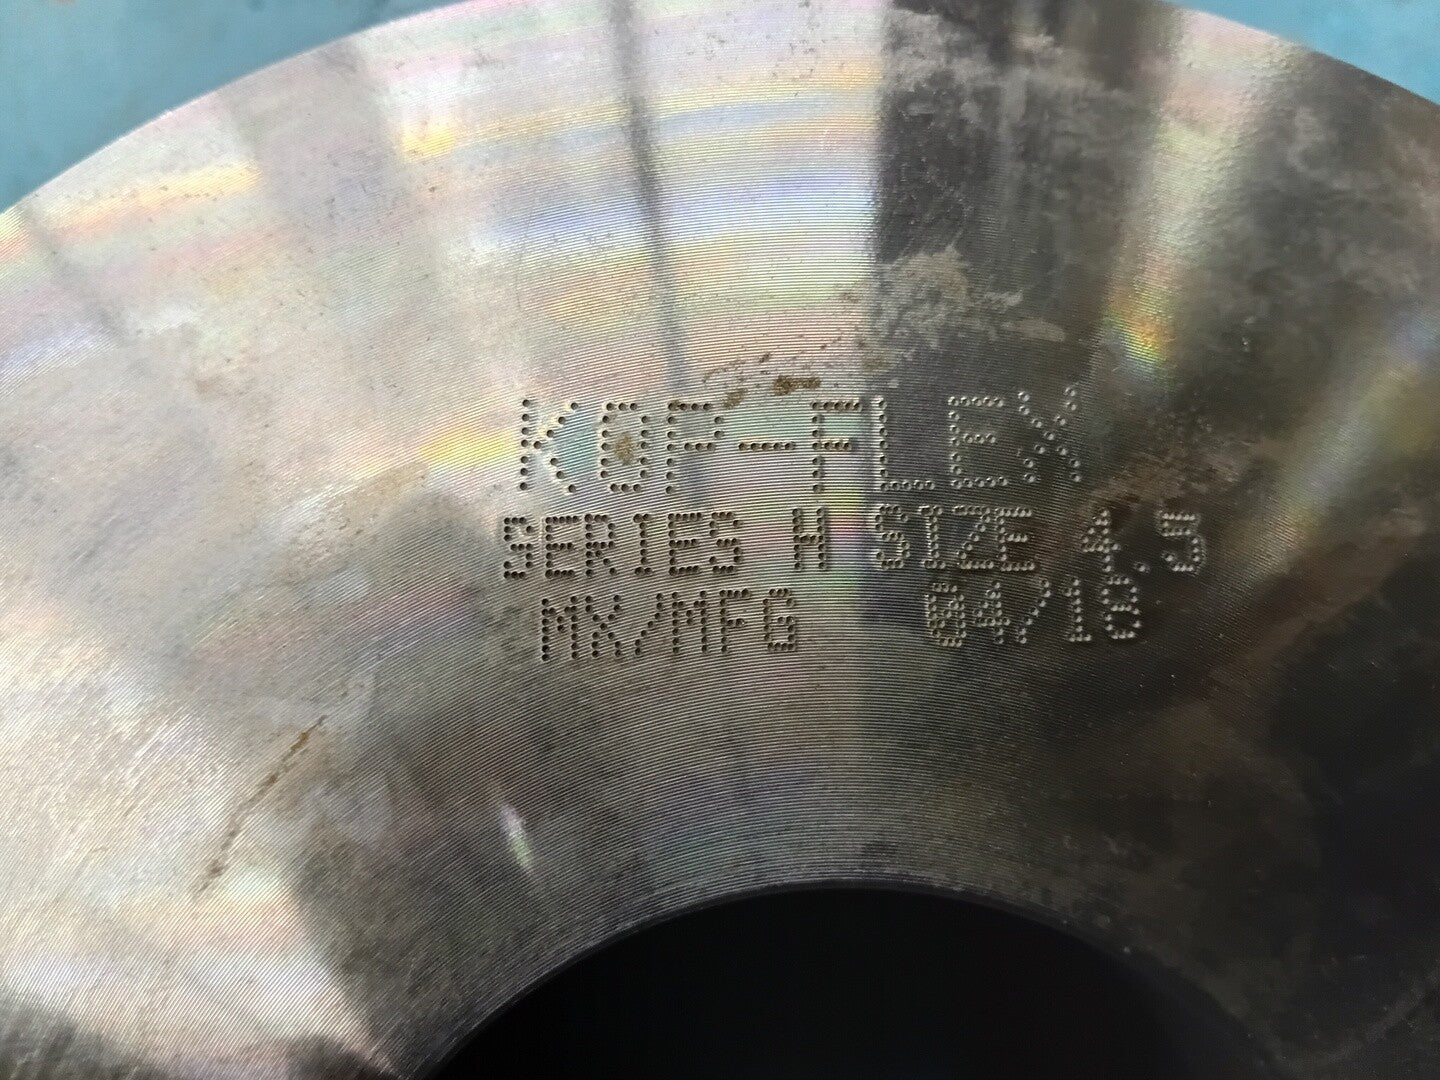 KOP-FLEX
SERIES H SIZE 4.5
MX/MFG 04/18